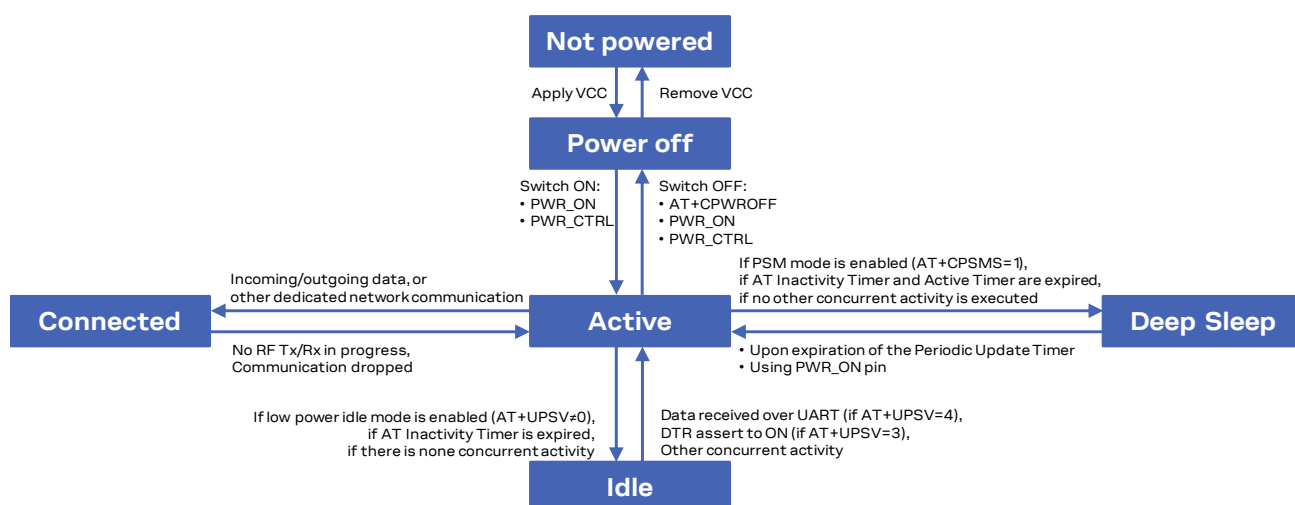 Not powered
Apply VCC
Remove VCC
Power off
Switch ON:
• PWR_ON
• PWR_CTRL
Switch OFF:
• AT+CPWROFF
• PWR_ON
• PWR_CTRL
Incoming/outgoing data, or
other dedicated network communication
If PSM mode is enabled (AT+CPSMS=1),
if AT Inactivity Timer and Active Timer are expired,
if no other concurrent activity is executed
Connected
Active
Deep Sleep
No RF Tx/Rx in progress,
Communication dropped
• Upon expiration of the Periodic Update Timer
• Using PWR_ON pin
If low power idle mode is enabled (AT+UPSV≠0),
if AT Inactivity Timer is expired,
if there is none concurrent activity
Data received over UART (if AT+UPSV=4),
DTR assert to ON (if AT+UPSV=3),
Other concurrent activity
Idle